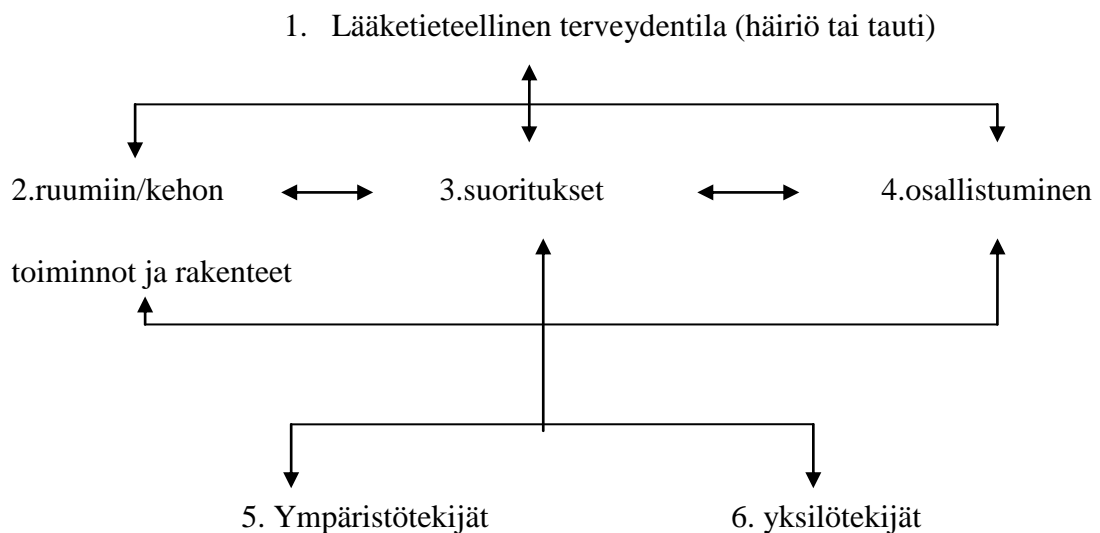 1. Lääketieteellinen terveydentila (häiriö tai tauti)
2.ruumiin/kehon 3.suoritukset 4.osallistuminen
toiminnot ja rakenteet
5. Ympäristötekijät 6. yksilötekijät